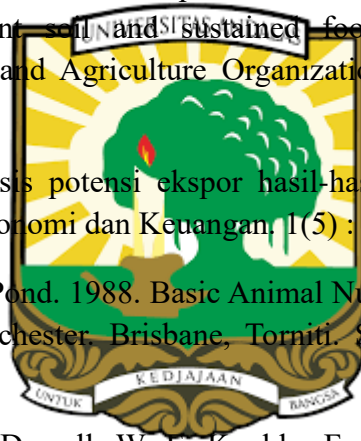 UNIVERSITAS ANDALAS
nt soil and sustained foo
and Agriculture Organizatio
sis potensi ekspor hasil-has
onomi dan Keuangan. 1(5) :
Pond. 1988. Basic Animal Nu
chester. Brisbane, Torniti. S
UNTUK KEDJAJAAN BANGSA